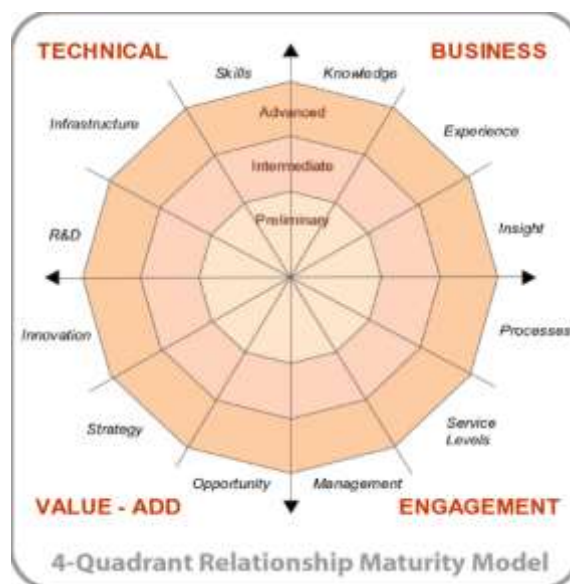 TECHNICAL
BUSINESS
Skills
Knowledge
Infrastructure
Advanced
Experience
Intermediate
Preliminary
R&D
Insight
Innovation
Processes
Strategy
Service
Levels
Opportunity
Management
VALUE - ADD
ENGAGEMENT
4-Quadrant Relationship Maturity Model